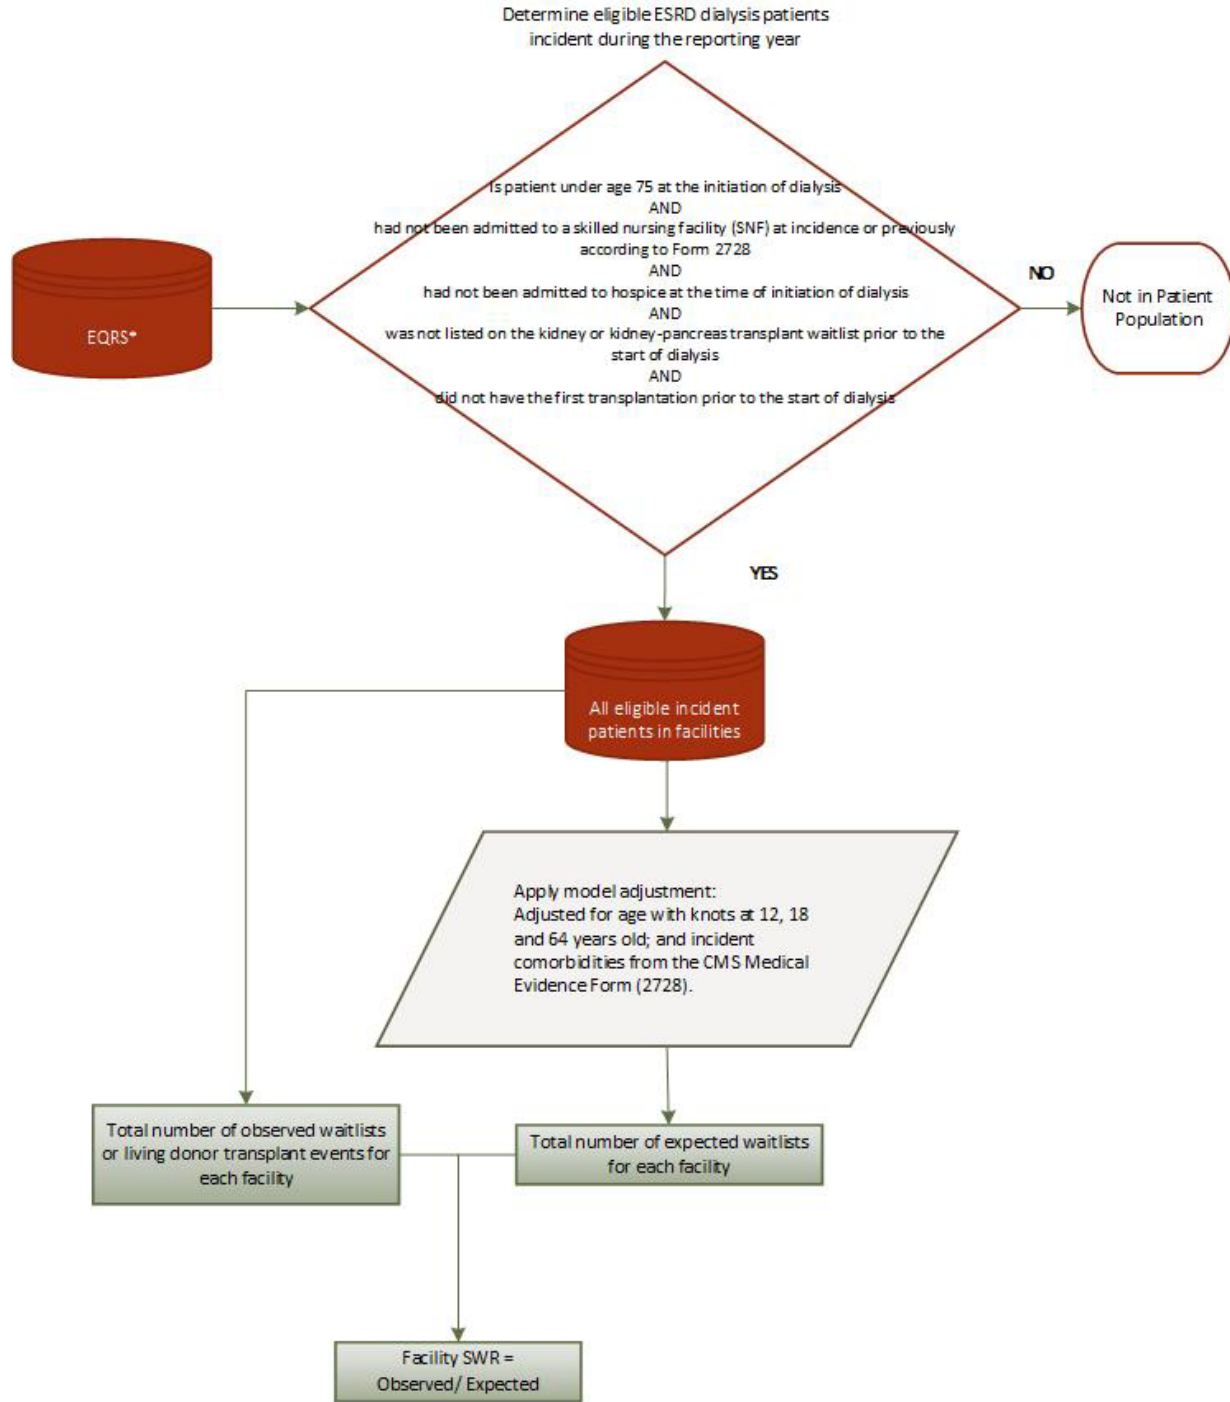 Determine eligible ESRD dialysis patients
incident during the reporting year
Is patient under age 75 at the initiation of dialysis
AND
had not been admitted to a skilled nursing facility (SNF) at incidence or previously
according to Form 2728
AND
had not been admitted to hospice at the time of initiation of dialysis
AND
was not listed on the kidney or kidney-pancreas transplant waitlist prior to the
start of dialysis
AND
did not have the first transplantation prior to the start of dialysis
EQRS*
NO
Not in Patient
Population
YES
All eligible incident
patients in facilities
Apply model adjustment:
Adjusted for age with knots at 12, 18
and 64 years old; and incident
comorbidities from the CMS Medical
Evidence Form (2728).
Total number of observed waitlists
or living donor transplant events for
each facility
Total number of expected waitlists
for each facility
Facility SWR =
Observed/ Expected